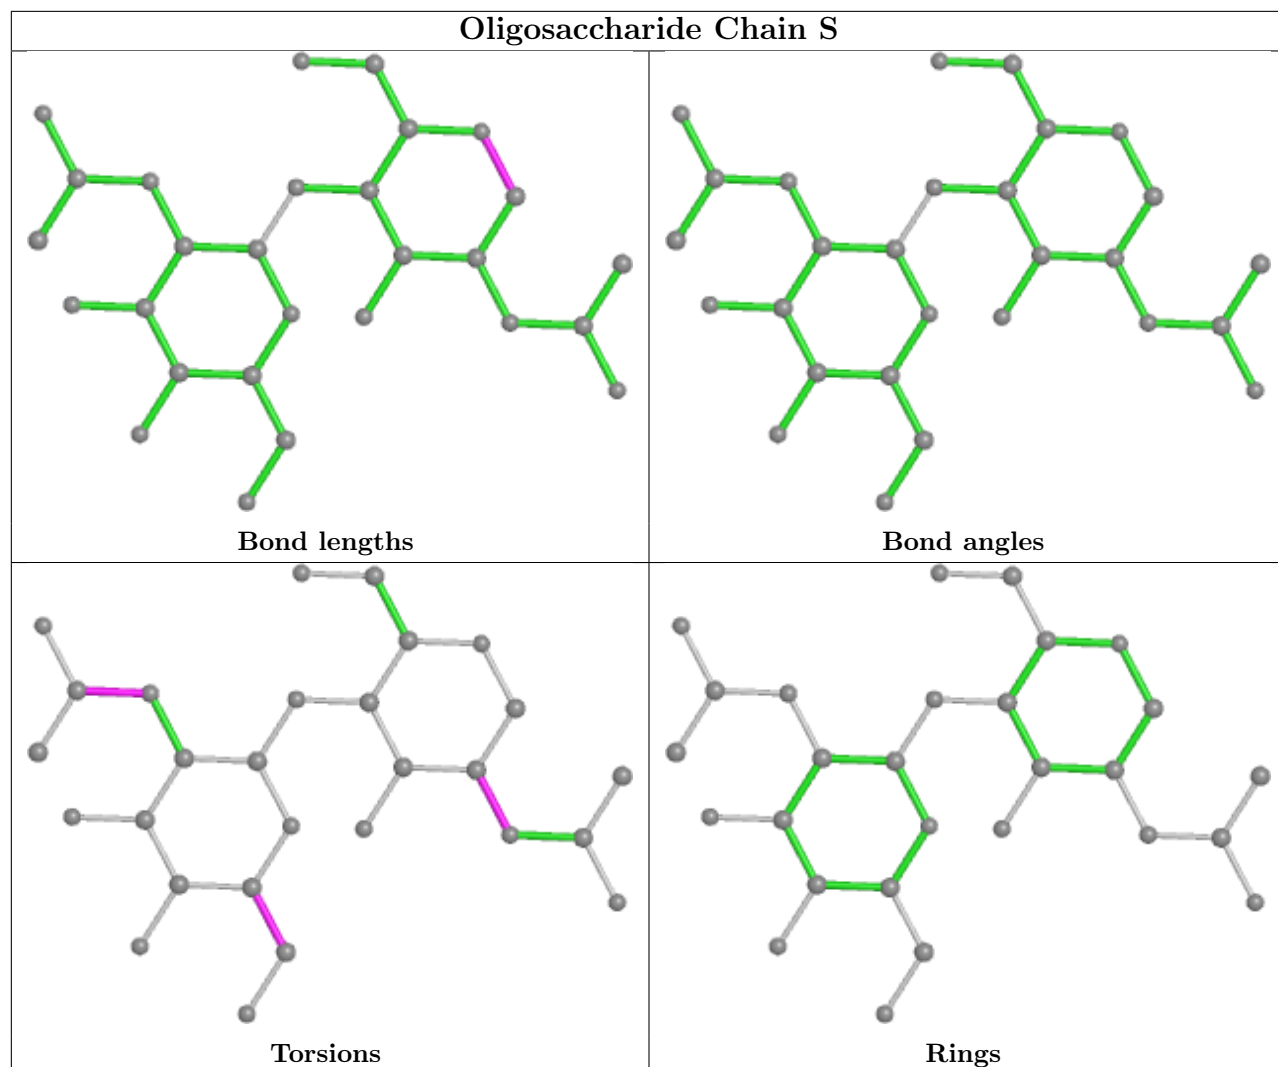 Oligosaccharide Chain S
Bond lengths
Bond angles
Torsions
Rings